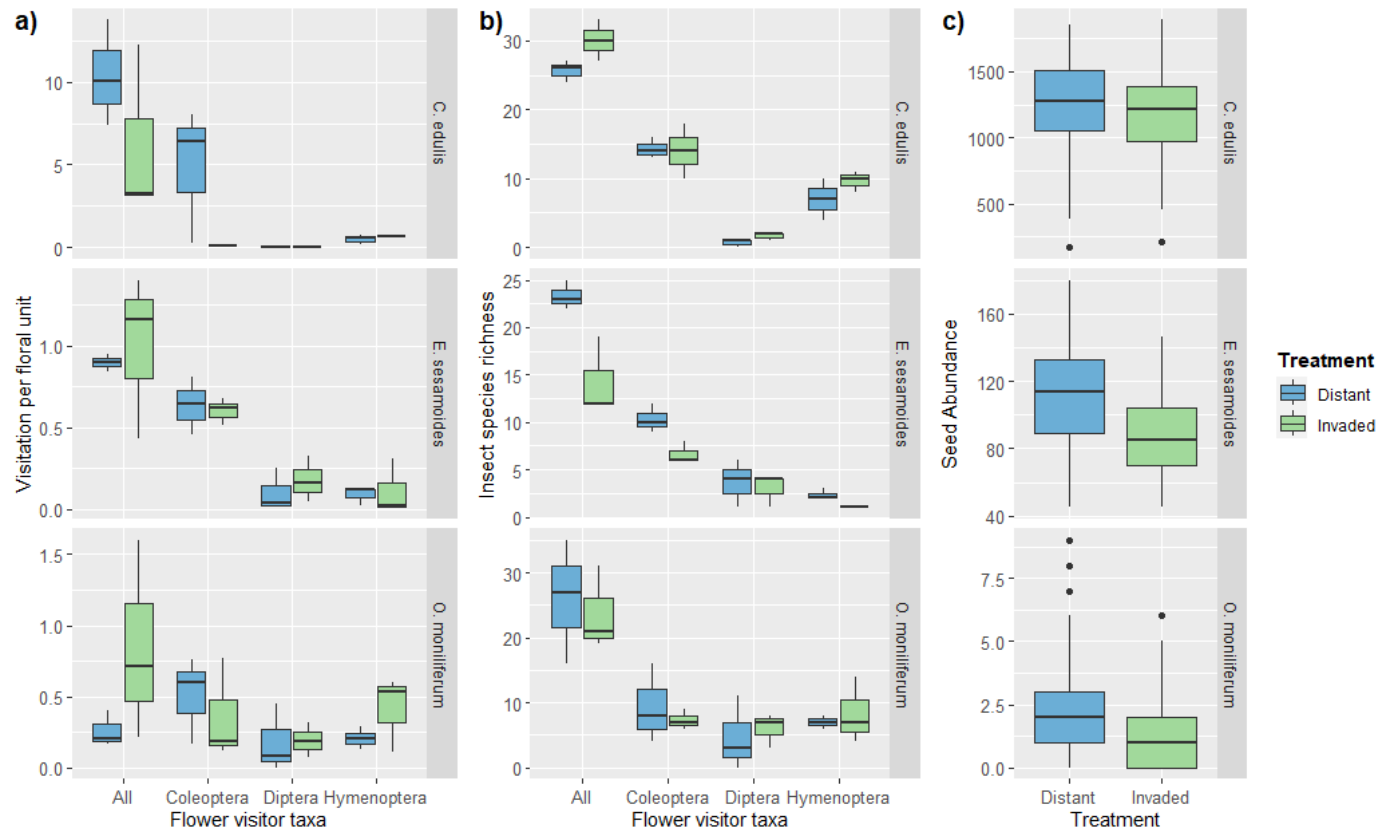 a)
b)
c)
Visitation per floral unit
10
5
0
C. edulis
1.0
0.5
0.0
E. sesamoides
1.5
1.0
0.5
0.0
O. moniliferum
All Coleoptera Diptera Hymenoptera
Flower visitor taxa
Insect species richness
30
20
10
0
C. edulis
25
20
15
10
5
0
E. sesamoides
30
20
10
0
O. moniliferum
All Coleoptera Diptera Hymenoptera
Flower visitor taxa
Seed Abundance
1500
1000
500
C. edulis
160
120
80
40
E. sesamoides
7.5
5.0
2.5
0.0
O. moniliferum
Distant Invaded
Treatment
Treatment
Distant
Invaded